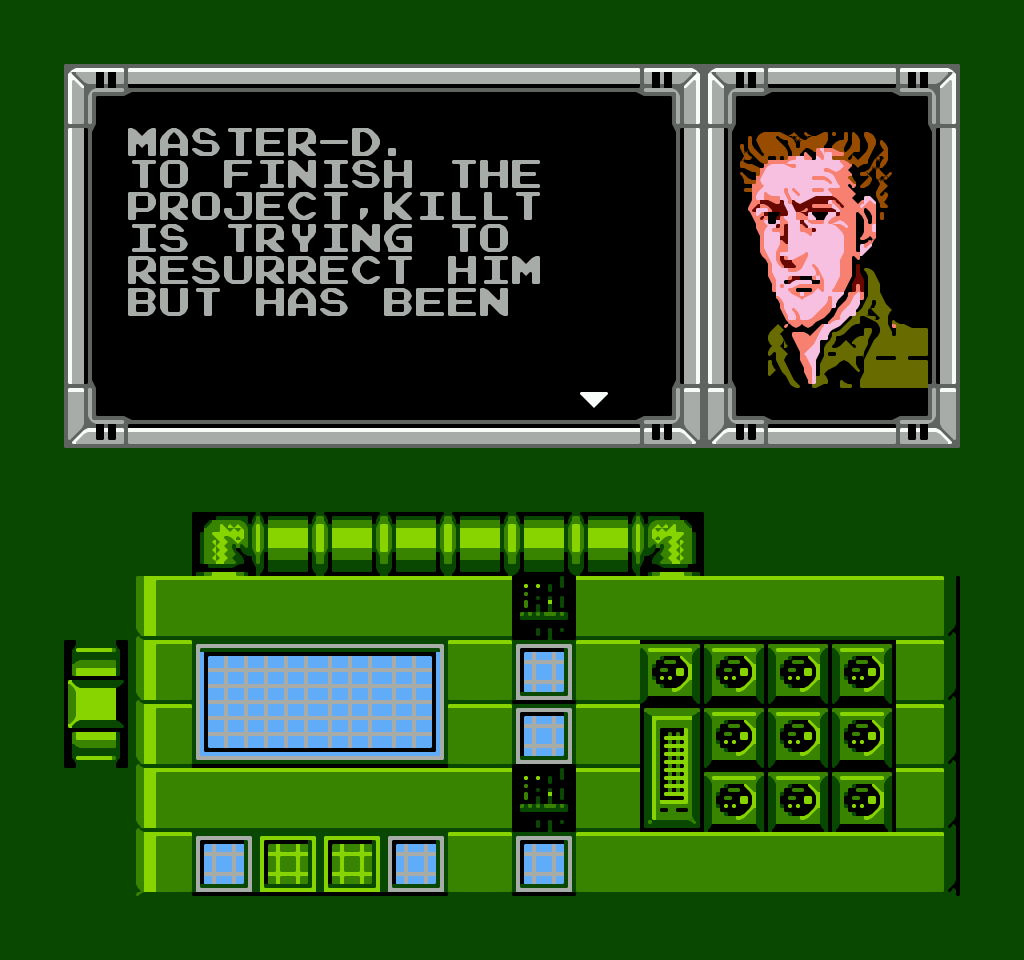 MASTER-D.
TO FINISH THE
PROJECT,KILLT
IS TRYING TO
RESURRECT HIM
BUT HAS BEEN